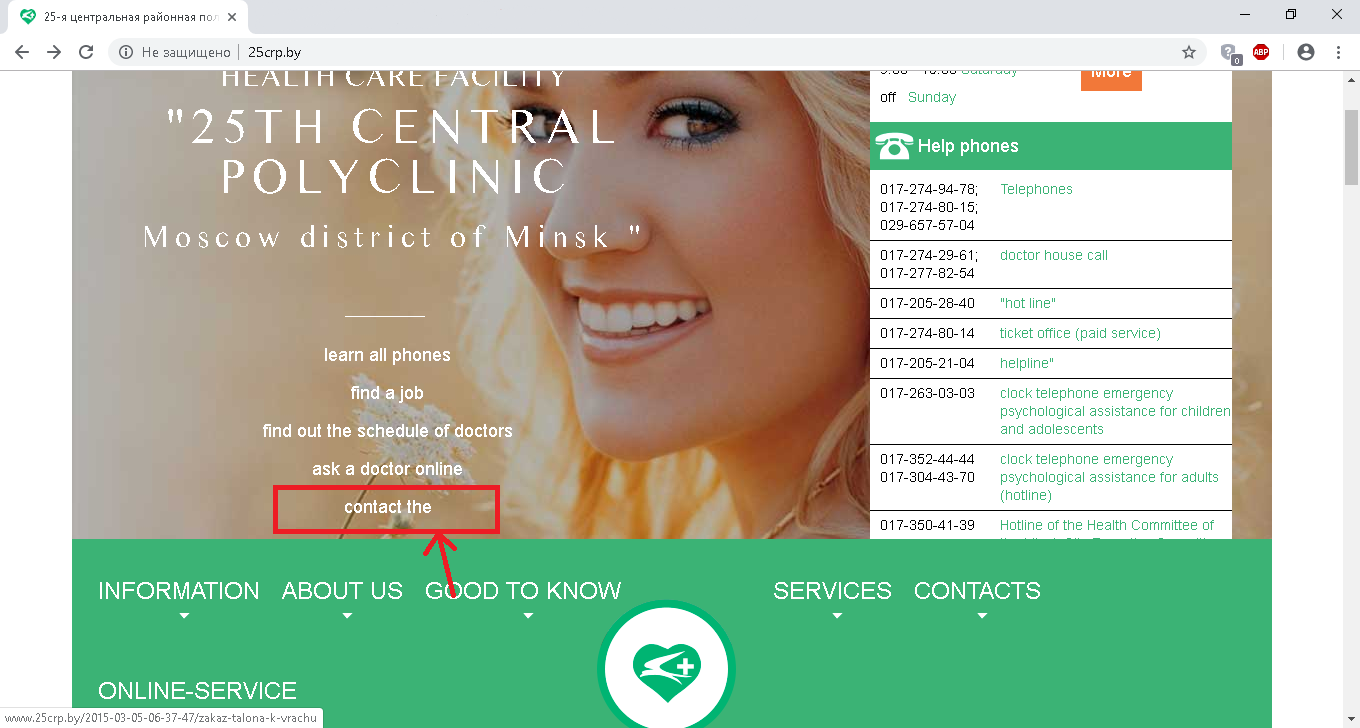 25-я центральная районная пол
Не защищено
25crp.by
0
ABP
HEALTH CARE FACILITY
"25TH CENTRAL
POLYCLINIC
Moscow district of Minsk "
learn all phones
find a job
find out the schedule of doctors
ask a doctor online
contact the
Saturday
More
off Sunday
Help phones
017-274-94-78; Telephones
017-274-80-15;
029-657-57-04
017-274-29-61; doctor house call
017-277-82-54
017-205-28-40 "hot line"
017-274-80-14 ticket office (paid service)
017-205-21-04 helpline"
017-263-03-03 clock telephone emergency
psychological assistance for children
and adolescents
017-352-44-44 clock telephone emergency
017-304-43-70 psychological assistance for adults
(hotline)
017-350-41-39 Hotline of the Health Committee of
INFORMATION ABOUT US GOOD TO KNOW SERVICES CONTACTS
ONLINE-SERVICE
www.25crp.by/2015-03-05-06-37-47/zakaz-talona-k-vrachu